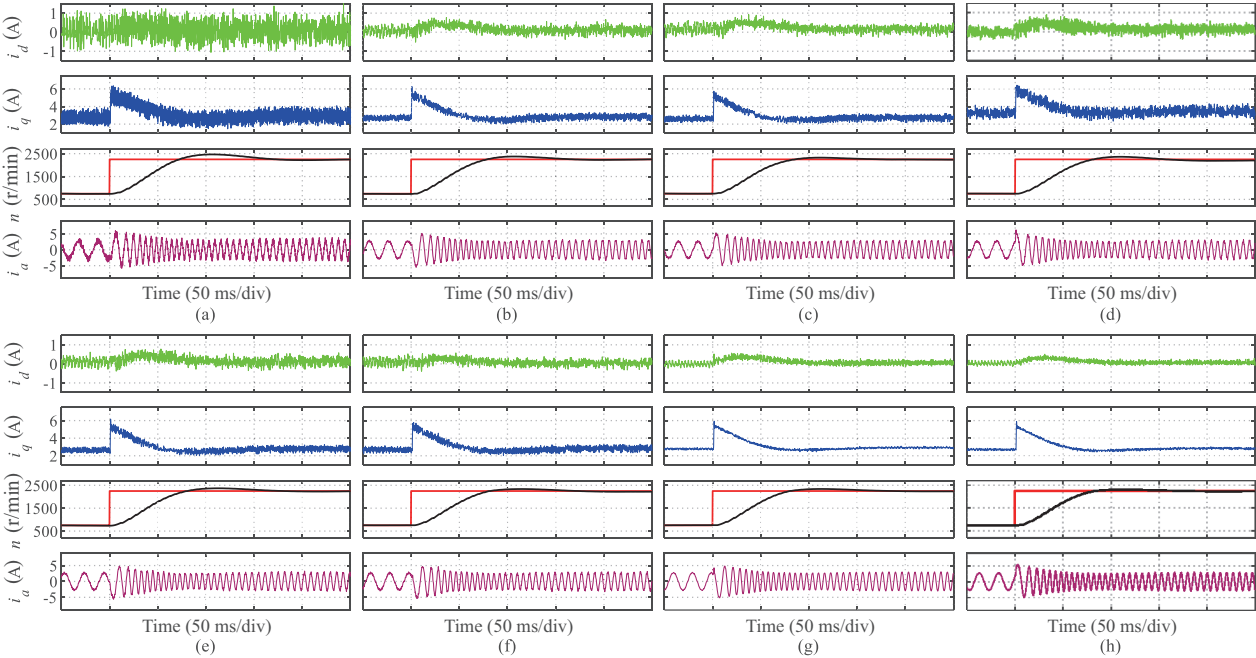 i_d (A)
1
0
-1
i_q (A)
6
4
2
n (r/min)
2500
1500
500
i_a (A)
5
0
-5
Time (50 ms/div)
Time (50 ms/div)
Time (50 ms/div)
Time (50 ms/div)
(a)
(b)
(c)
(d)
i_d (A)
1
0
-1
i_q (A)
6
4
2
n (r/min)
2500
1500
500
i_a (A)
5
0
-5
Time (50 ms/div)
Time (50 ms/div)
Time (50 ms/div)
Time (50 ms/div)
(e)
(f)
(g)
(h)